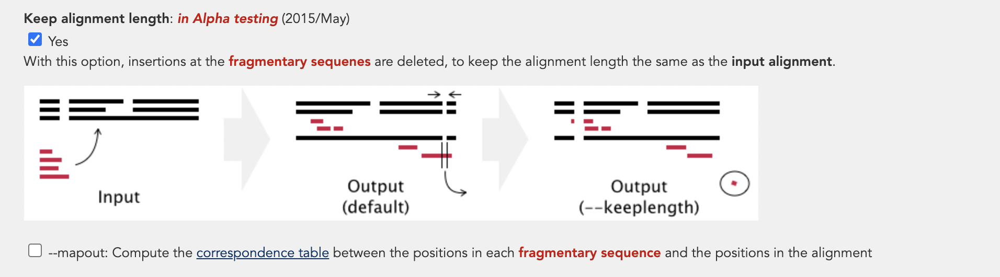 Keep alignment length: in Alpha testing (2015/May)
Yes
With this option, insertions at the fragmentary sequenes are deleted, to keep the alignment length the same as the input alignment.
Input
Output
(default)
Output
(--keeplength)
--mapout: Compute the correspondence table between the positions in each fragmentary sequence and the positions in the alignment